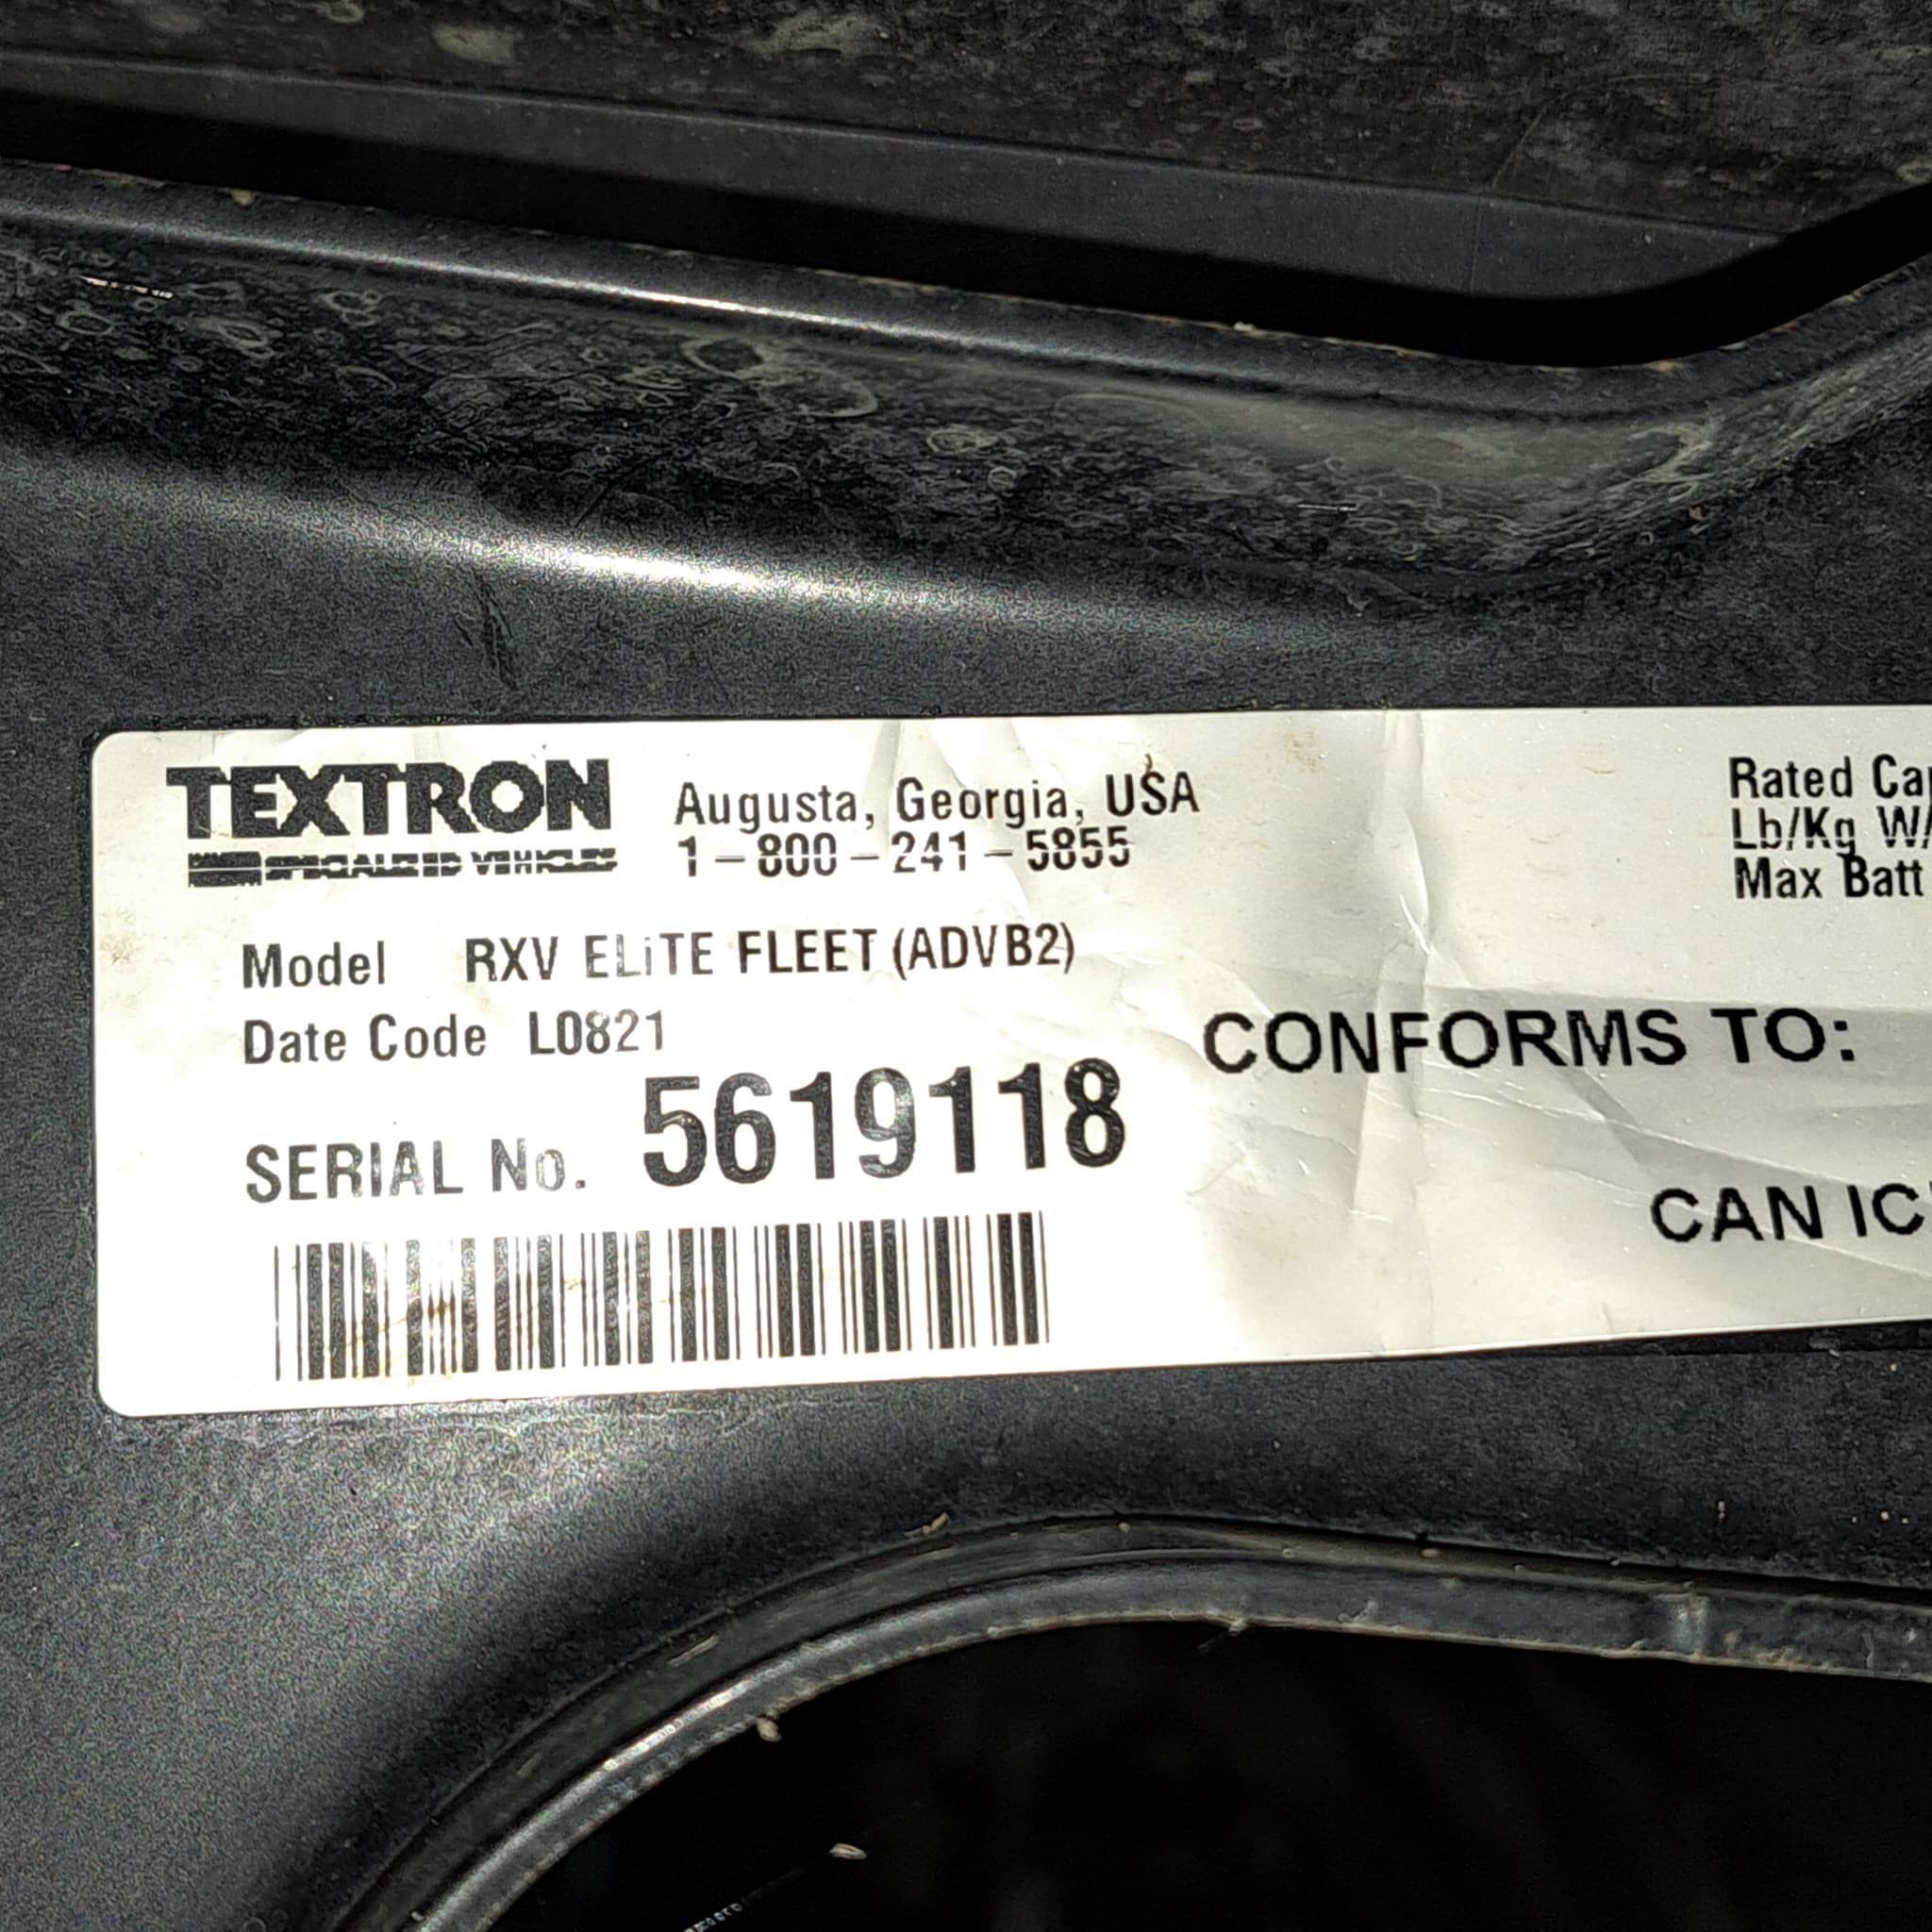 TEXTRON
SPECIALIZED VEHICLES
Augusta, Georgia, USA
1-800-241-5855
Model RXV ELiTE FLEET (ADVB2)
Date Code L0821
SERIAL No. 5619118
Rated Cap
Lb/Kg W/
Max Batt
CONFORMS TO:
CAN IC